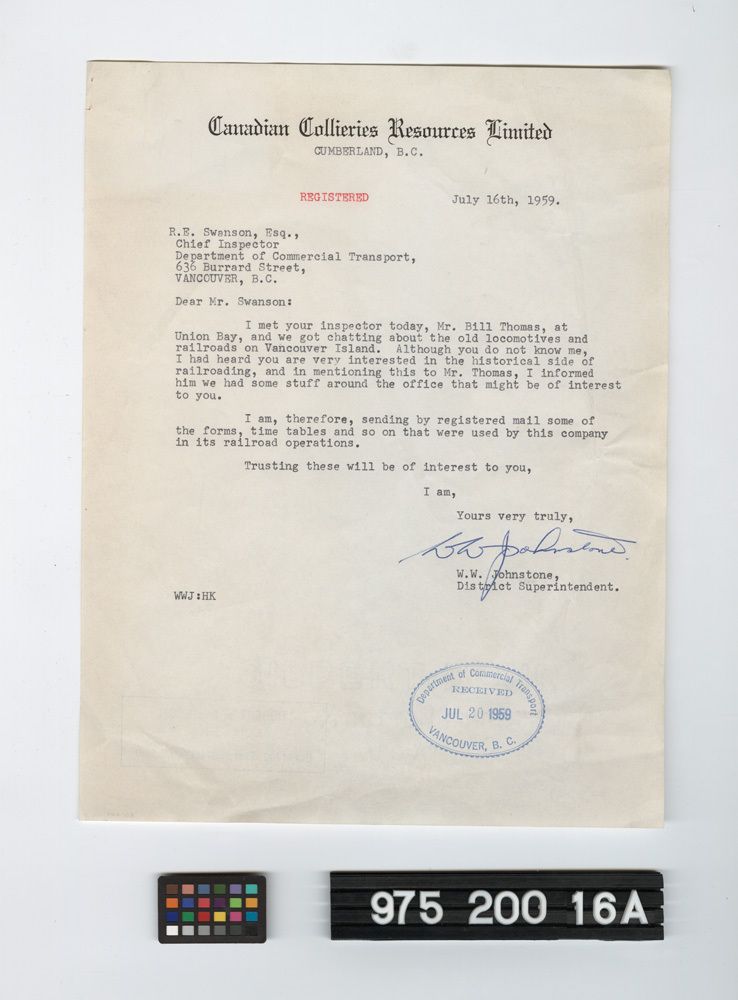 Canadian Collieries Resources Limited
CUMBERLAND, B.C.
REGISTERED July 16th, 1959.
R.E. Swanson, Esq.,
Chief Inspector
Department of Commercial Transport,
636 Burrard Street,
VANCOUVER, B.C.
Dear Mr. Swanson:
I met your inspector today, Mr. Bill Thomas, at
Union Bay, and we got chatting about the old locomotives and
railroads on Vancouver Island. Although you do not know me,
I had heard you are very interested in the historical side of
railroading, and in mentioning this to Mr. Thomas, I informed
him we had some stuff around the office that might be of interest
to you.
I am, therefore, sending by registered mail some of
the forms, time tables and so on that were used by this company
in its railroad operations.
Trusting these will be of interest to you,
I am,
Yours very truly,
W W Johnstone.
W.W. Johnstone,
District Superintendent.
WWJ:HK
Department of Commercial Transport
RECEIVED
JUL 20 1959
VANCOUVER, B. C.
975 200 16A